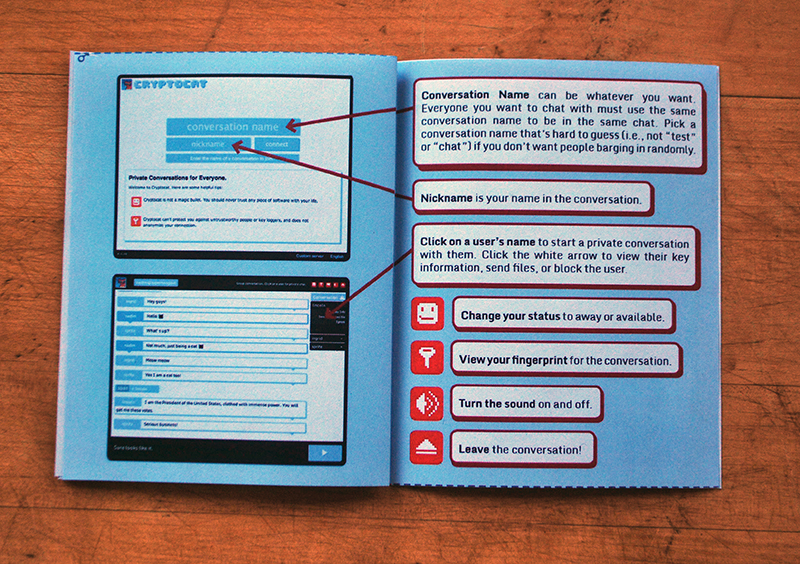 CRYPTOCAT
conversation name
nickname
connect
Enter the name of a conversation to join.
Private Conversations for Everyone.
Welcome to Cryptocat. Here are some helpful tips:
Cryptocat is not a magic bullet. You should never trust any piece of software with your life.
Cryptocat can't protect you against untrustworthy people or key loggers, and does not
anonymize your connection.
Custom server English
Conversation
Hey guys!
Hello
What's up?
Not much, just being a cat
Please meow
Yes I am a cat too!
I am the President of the United States, clothed with immense power. You will
get me these votes.
Serious business!
Conversation Name can be whatever you want.
Everyone you want to chat with must use the same
conversation name to be in the same chat. Pick a
conversation name that's hard to guess (i.e., not "test"
or "chat") if you don't want people barging in randomly.
Nickname is your name in the conversation.
Click on a user's name to start a private conversation
with them. Click the white arrow to view their key
information, send files, or block the user.
Change your status to away or available.
View your fingerprint for the conversation.
Turn the sound on and off.
Leave the conversation!